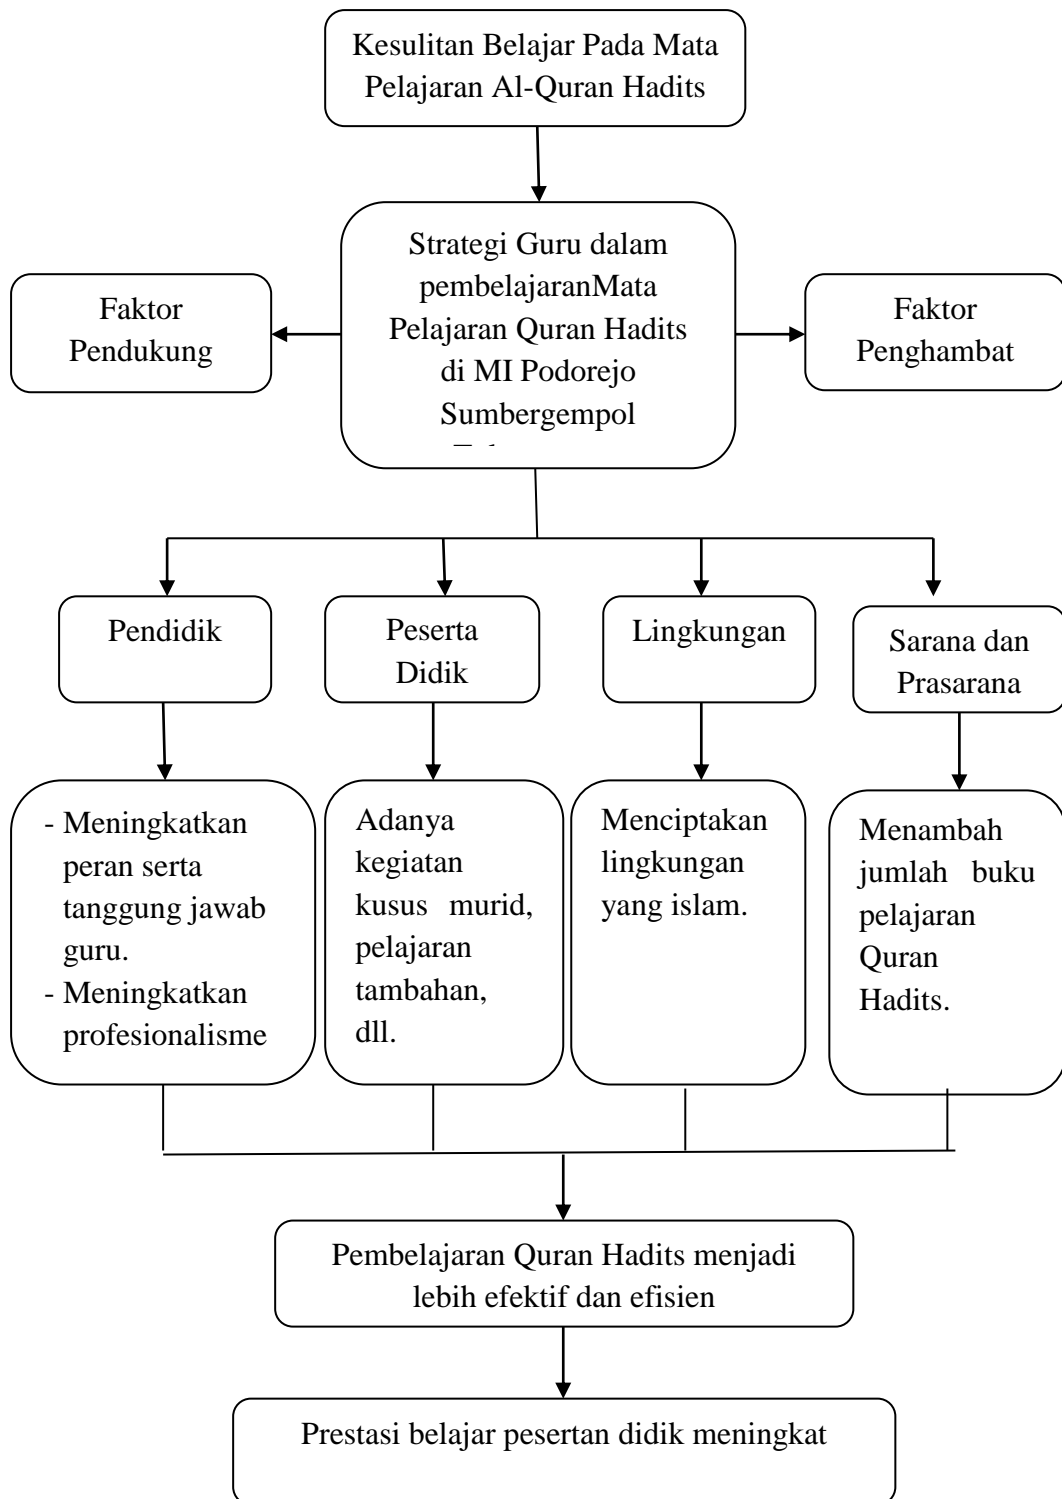 Kesulitan Belajar Pada Mata
Pelajaran Al-Quran Hadits
Strategi Guru dalam
pembelajaranMata
Pelajaran Quran Hadits
di MI Podorejo
Sumbergempol
Faktor
Pendukung
Faktor
Penghambat
Pendidik
Peserta
Didik
Lingkungan
Sarana dan
Prasarana
- Meningkatkan
peran serta
tanggung jawab
guru.
- Meningkatkan
profesionalisme
Adanya
kegiatan
kusus murid,
pelajaran
tambahan,
dll.
Menciptakan
lingkungan
yang islam.
Menambah
jumlah buku
pelajaran
Quran
Hadits.
Pembelajaran Quran Hadits menjadi
lebih efektif dan efisien
Prestasi belajar pesertan didik meningkat